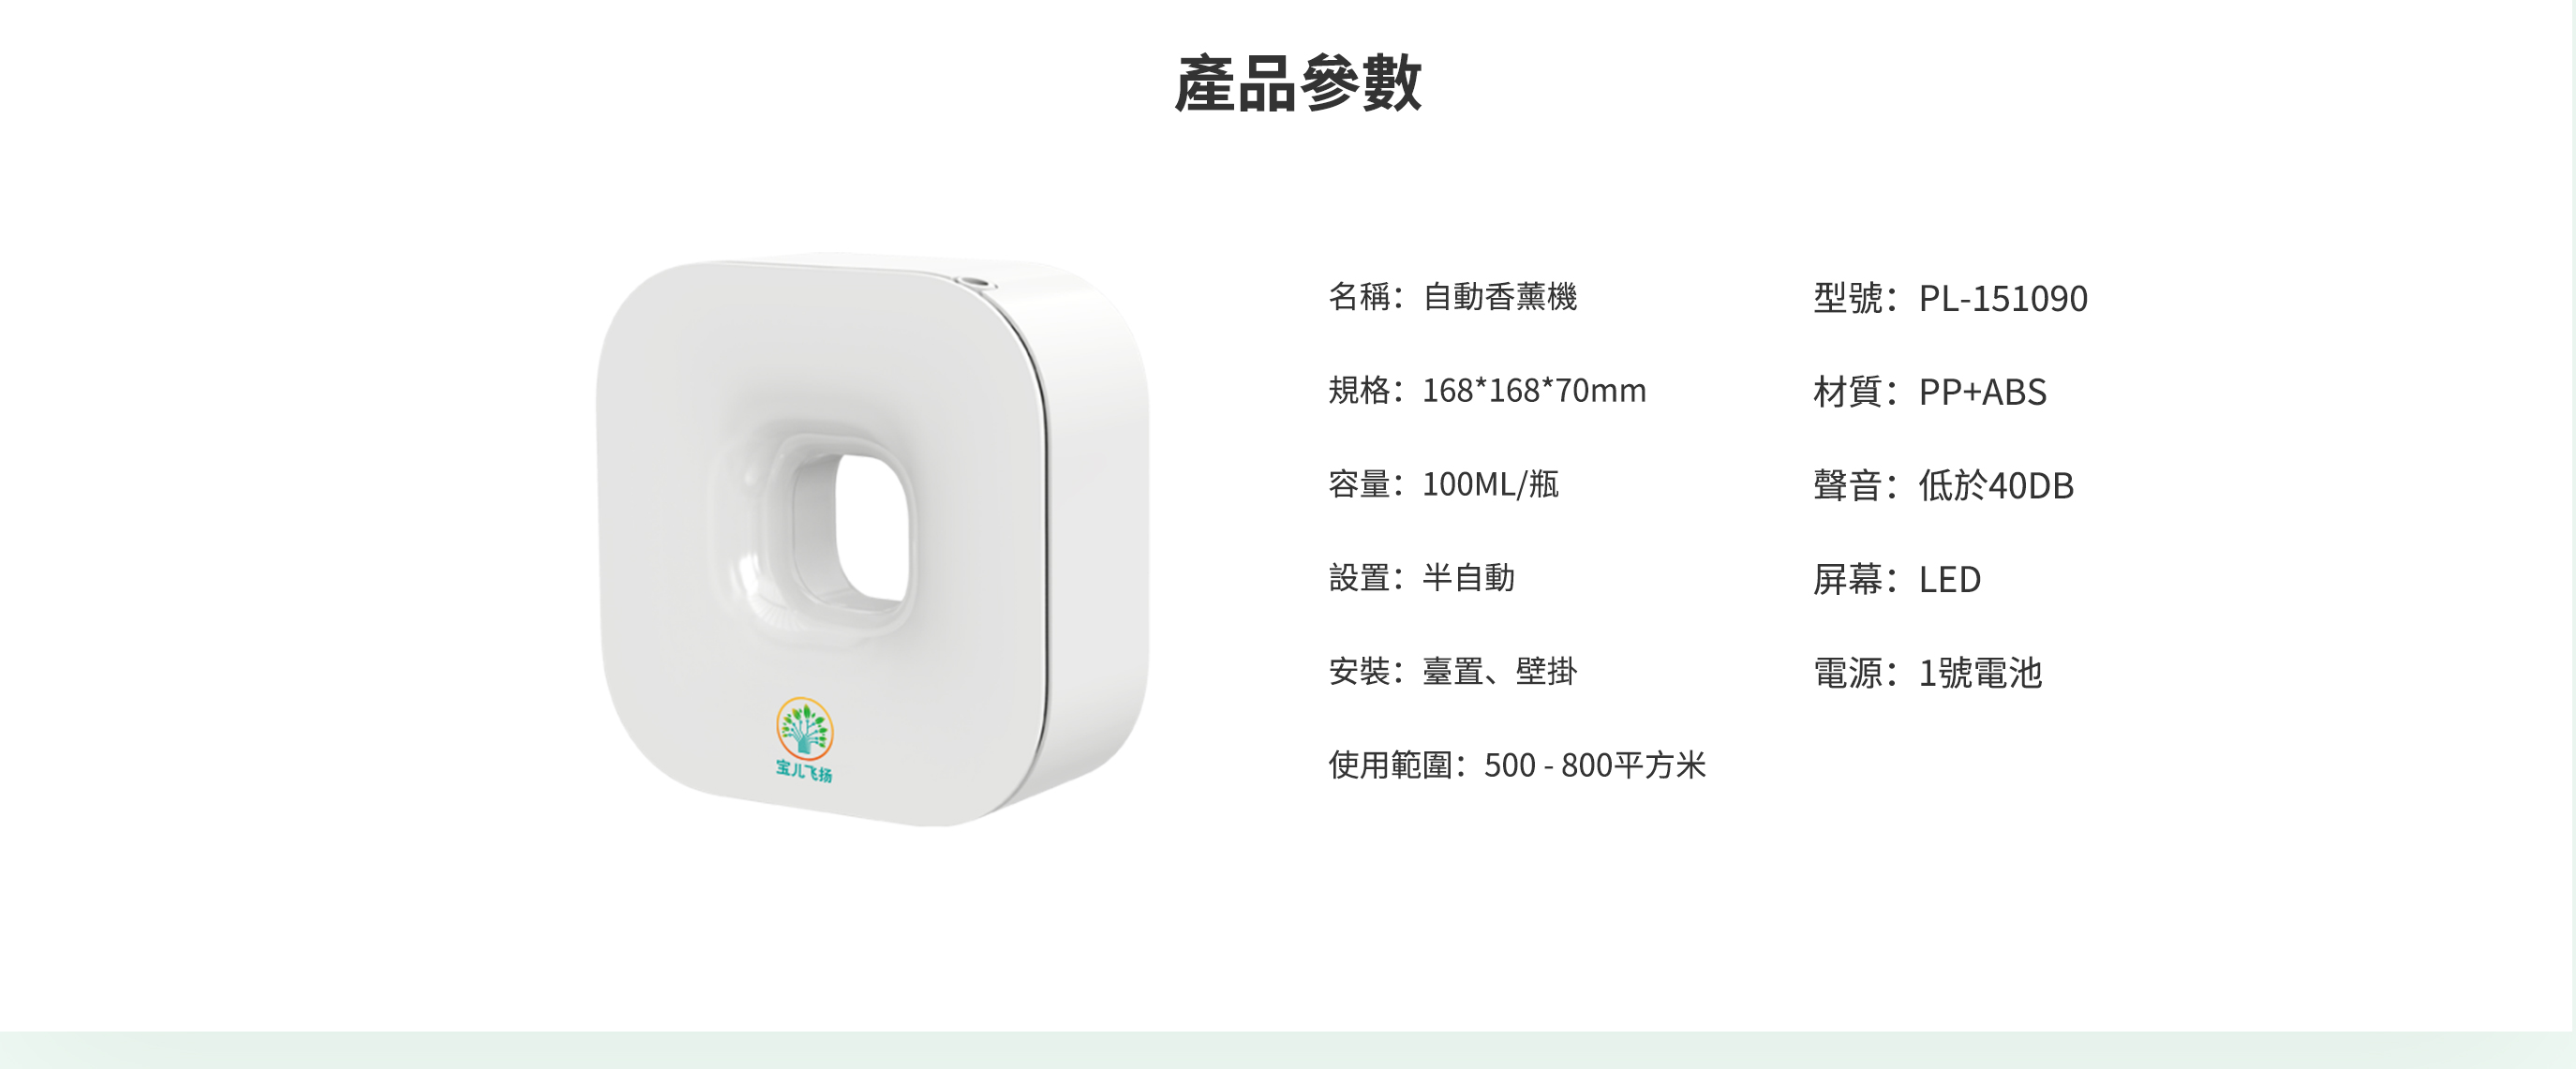 產品參數
名稱：自動香薰機
型號：PL-151090
規格：168*168*70mm
材質：PP+ABS
容量：100ML/瓶
聲音：低於40DB
設置：半自動
屏幕：LED
安裝：臺置、壁掛
電源：1號電池
使用範圍：500 - 800平方米
宝儿飞扬